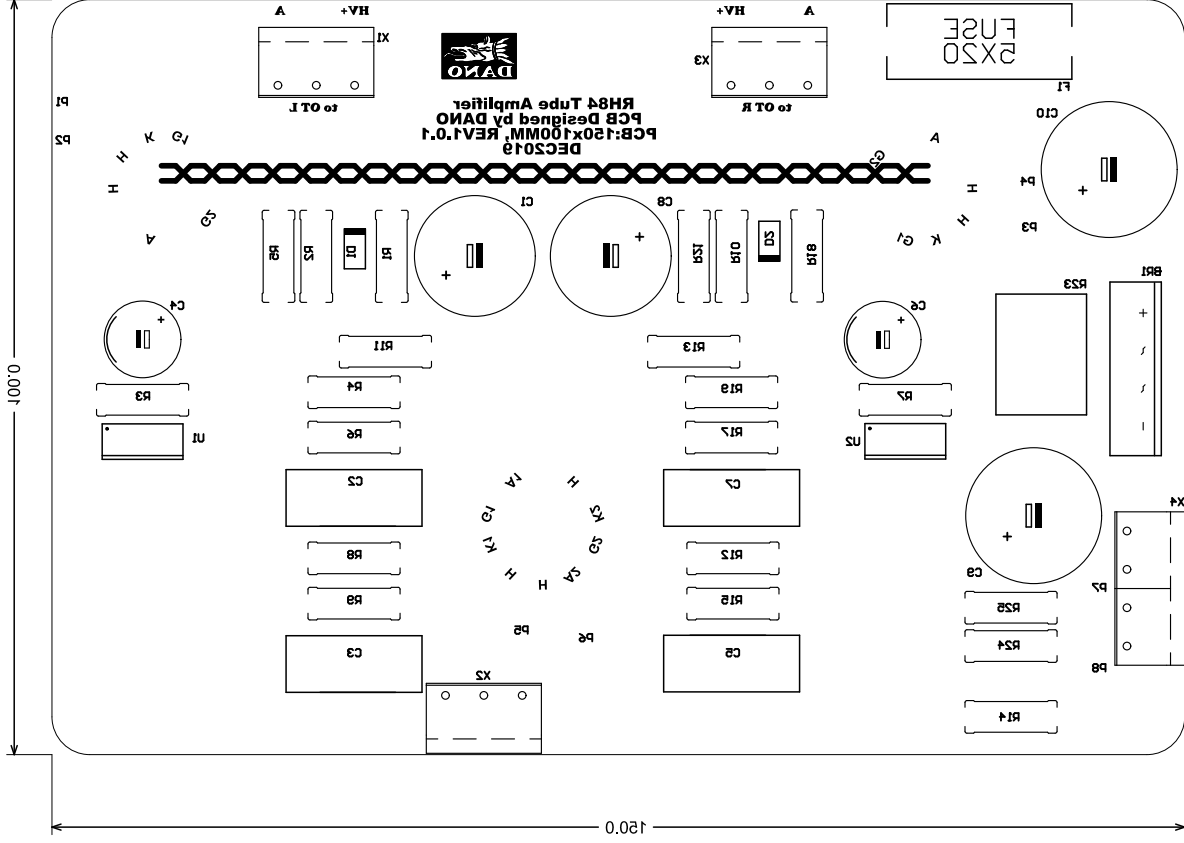 A HV+
HV+ A
FUSE
5X20
X1
X3
F1
DANO
to OT L
to OT R
RH84 Tube Amplifier
PCB Designed by DANO
PCB:150x100MM, REV1.0.1
DEC2019
P1
P2
C10
H H K G1
G2
A
H
P4
P3
G2
A
H
K
G1
C1
C8
R5
R2
D1
R1
R21
R10
D2
R18
R23
BR1
+
~
~
-
C4
C6
R11
R13
R4
R19
R3
R7
R6
R17
U1
U2
C2
C7
A1
H
G1
K2
K1
G2
H
H
A2
R8
R12
R9
R15
C3
C5
P5
P6
X2
X4
C9
P7
R25
R24
P8
R14
100.0
150.0